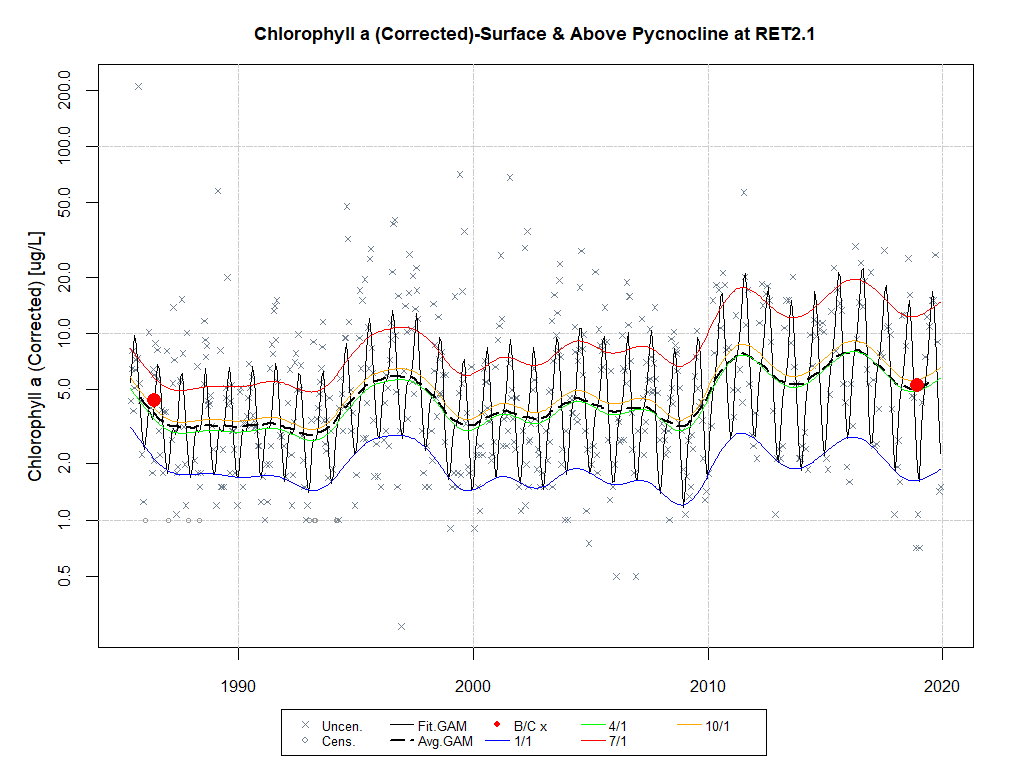 Chlorophyll a (Corrected)-Surface & Above Pycnocline at RET2.1
Chlorophyll a (Corrected) [ug/L]
200.0
100.0
50.0
20.0
10.0
5.0
2.0
1.0
0.5
1990 2000 2010 2020
Uncen. Fit.GAM B/C x 4/1 10/1
Cens. Avg.GAM 1/1 7/1